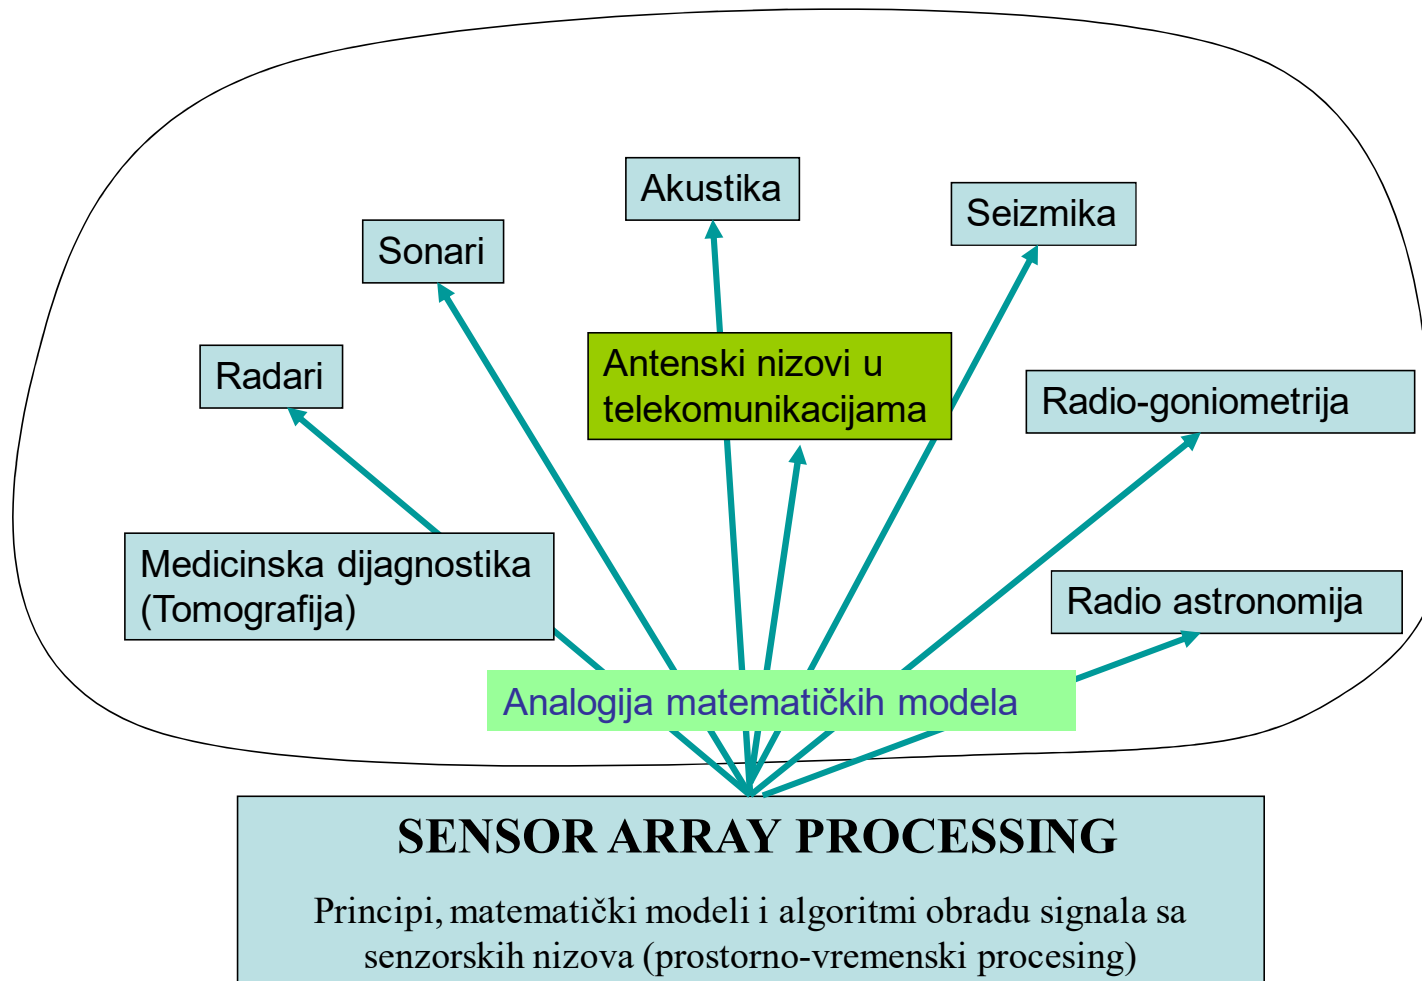 Akustika
Seizmika
Sonari
Antenski nizovi u
telekomunikacijama
Radari
Radio-goniometrija
Medicinska dijagnostika
(Tomografija)
Radio astronomija
Analogija matematičkih modela
SENSOR ARRAY PROCESSING
Principi, matematički modeli i algoritmi obradu signala sa
senzorskih nizova (prostorno-vremenski procesing)